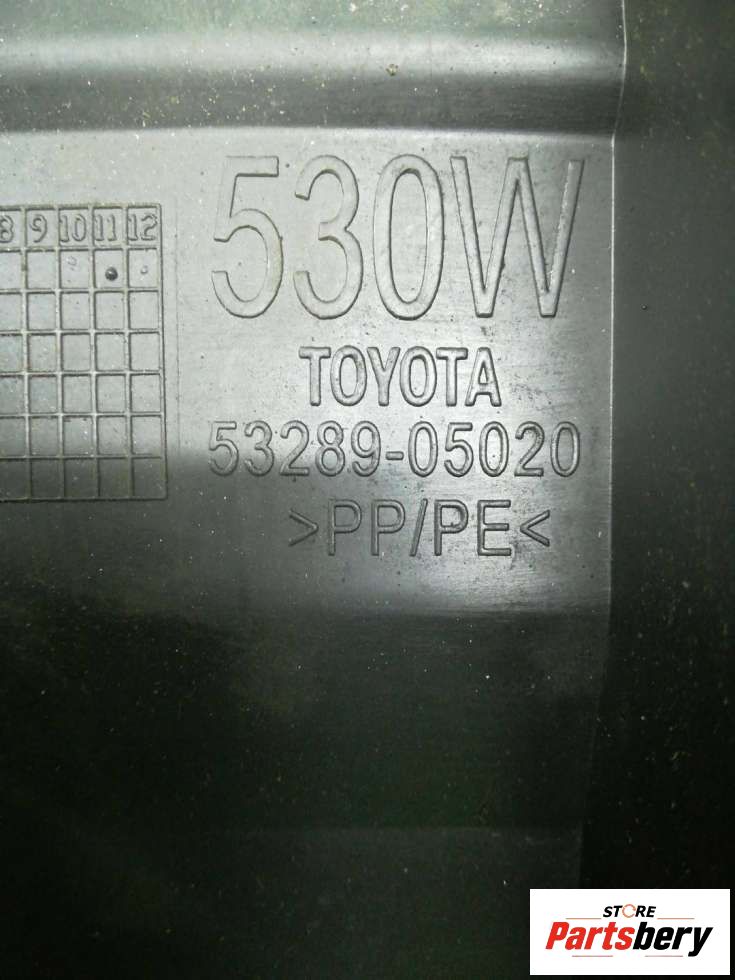 530W
8 9 10 11 12
TOYOTA
53289-05020
>PP/PE<
STORE
Partsbery